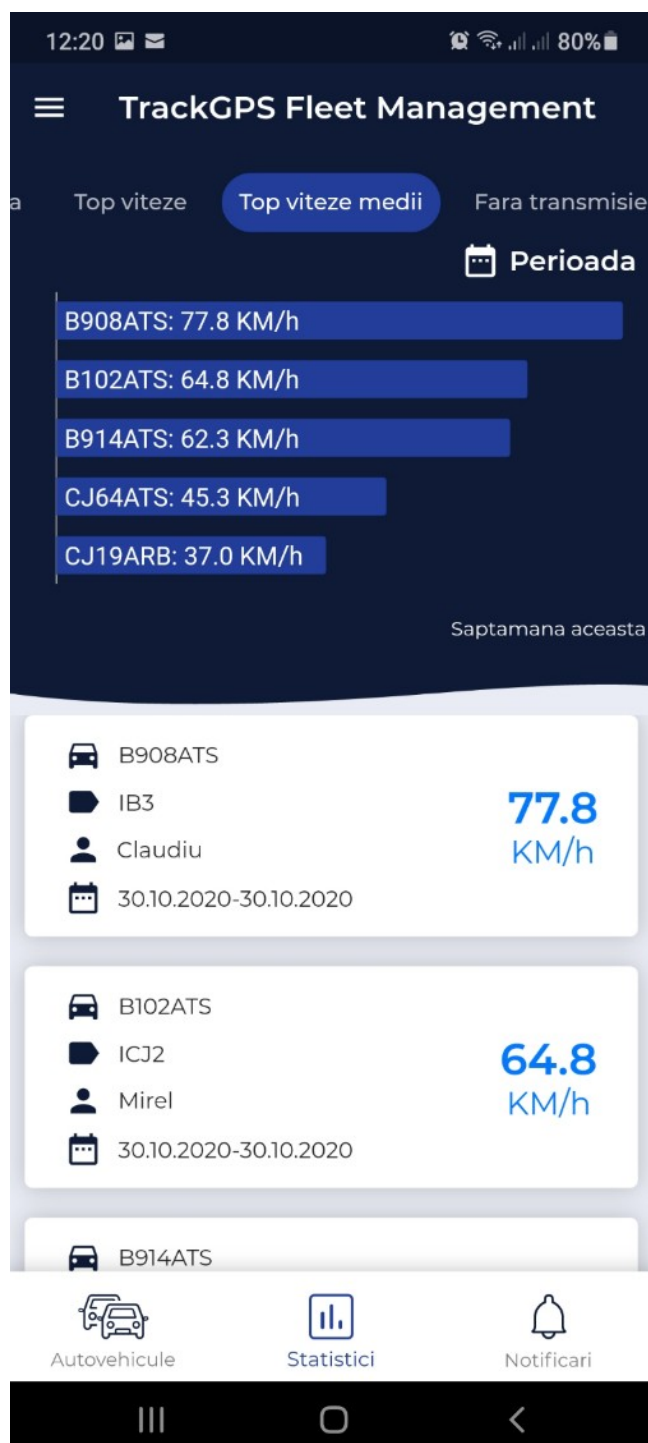 12:20 80%
TrackGPS Fleet Management
a Top viteze Top viteze medii Fara transmisie
Perioada
B908ATS: 77.8 KM/h
B102ATS: 64.8 KM/h
B914ATS: 62.3 KM/h
CJ64ATS: 45.3 KM/h
CJ19ARB: 37.0 KM/h
Saptamana aceasta
B908ATS
IB3
Claudiu
30.10.2020-30.10.2020
77.8
KM/h
B102ATS
ICJ2
Mirel
30.10.2020-30.10.2020
64.8
KM/h
B914ATS
Autovehicule Statistici Notificari